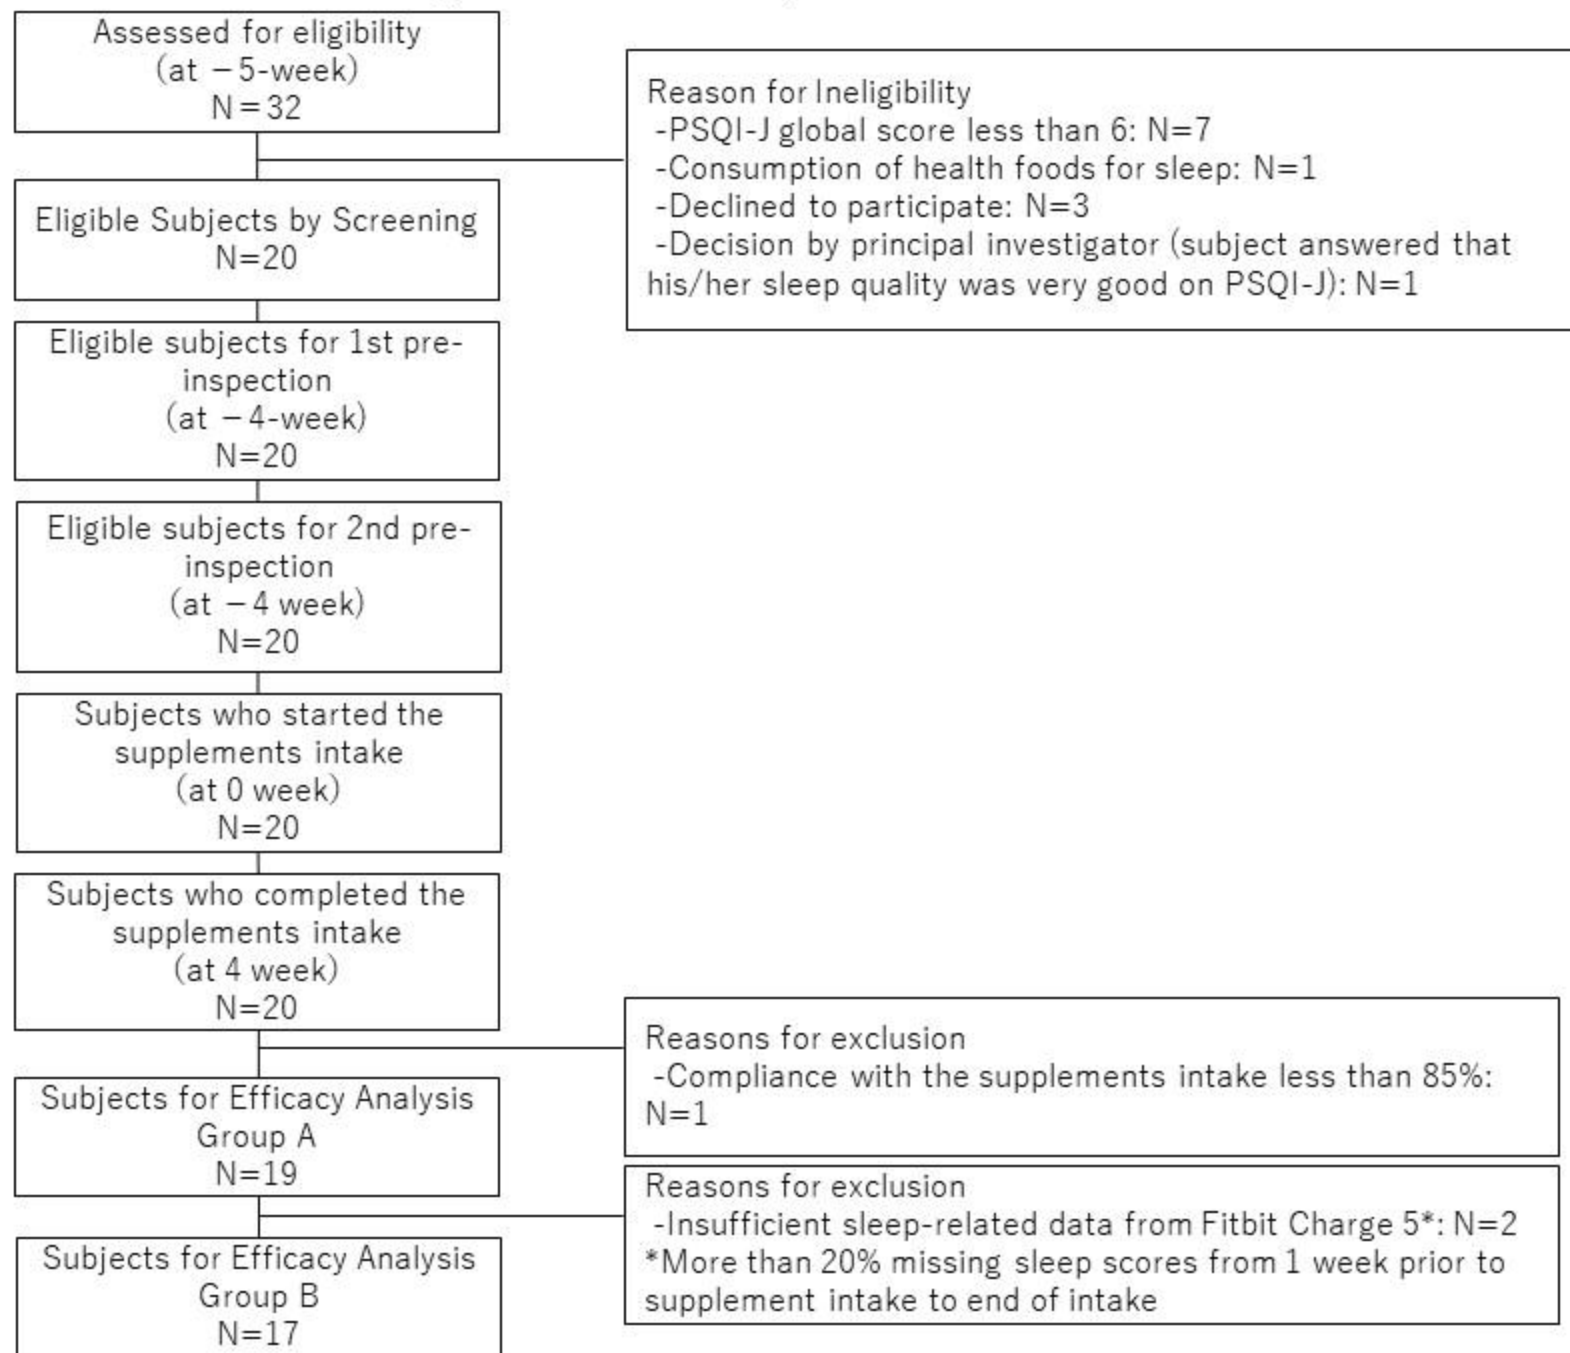 Assessed for eligibility
(at －5-week)
N=32
Reason for Ineligibility
-PSQI-J global score less than 6: N=7
-Consumption of health foods for sleep: N=1
-Declined to participate: N=3
-Decision by principal investigator (subject answered that
his/her sleep quality was very good on PSQI-J): N=1
Eligible Subjects by Screening
N=20
Eligible subjects for 1st pre-
inspection
(at －4-week)
N=20
Eligible subjects for 2nd pre-
inspection
(at －4 week)
N=20
Subjects who started the
supplements intake
(at 0 week)
N=20
Subjects who completed the
supplements intake
(at 4 week)
N=20
Reasons for exclusion
-Compliance with the supplements intake less than 85%:
N=1
Subjects for Efficacy Analysis
Group A
N=19
Reasons for exclusion
-Insufficient sleep-related data from Fitbit Charge 5*: N=2
*More than 20% missing sleep scores from 1 week prior to
supplement intake to end of intake
Subjects for Efficacy Analysis
Group B
N=17